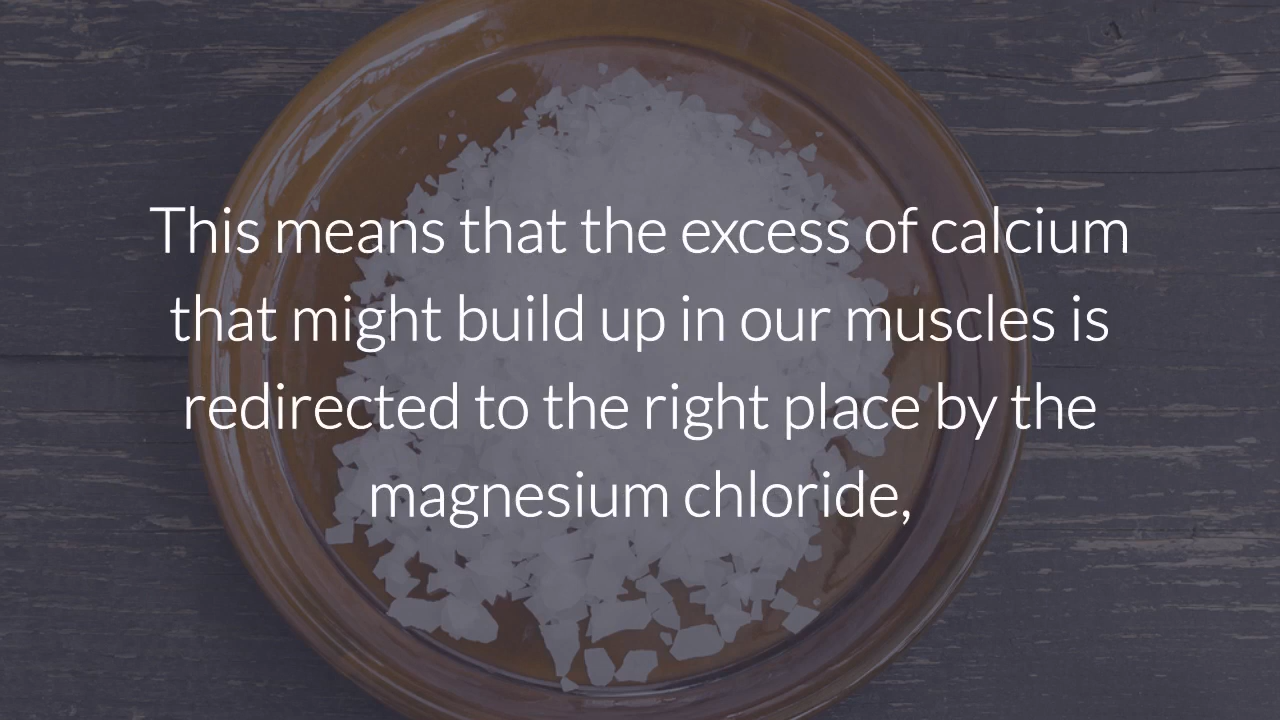 This means that the excess of calcium
that might build up in our muscles is
redirected to the right place by the
magnesium chloride,